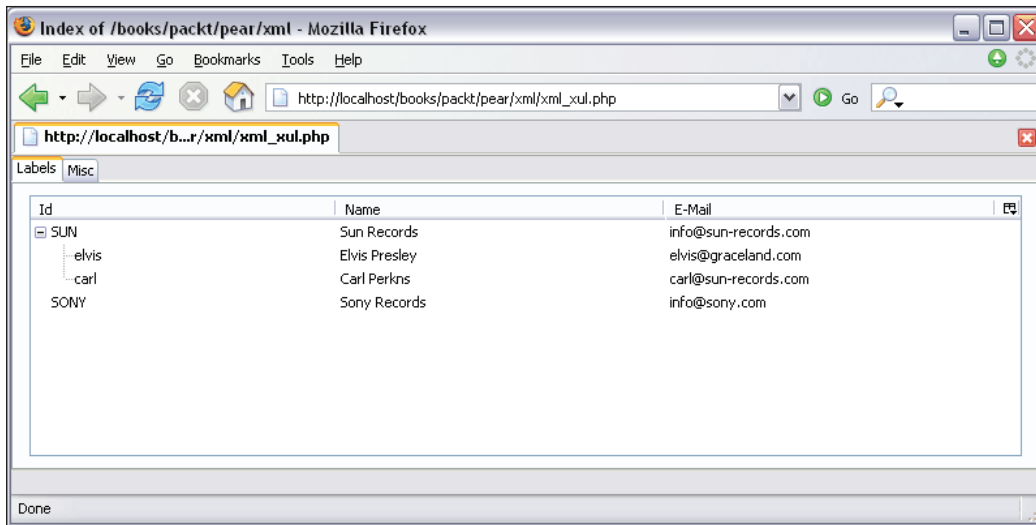 Index of /books/packt/pear/xml - Mozilla Firefox
File Edit View Go Bookmarks Tools Help
http://localhost/books/packt/pear/xml/xml_xul.php Go
http://localhost/b...r/xml/xml_xul.php
Labels Misc
Id Name E-Mail
SUN Sun Records info@sun-records.com
elvis Elvis Presley elvis@graceland.com
carl Carl Perkns carl@sun-records.com
SONY Sony Records info@sony.com
Done